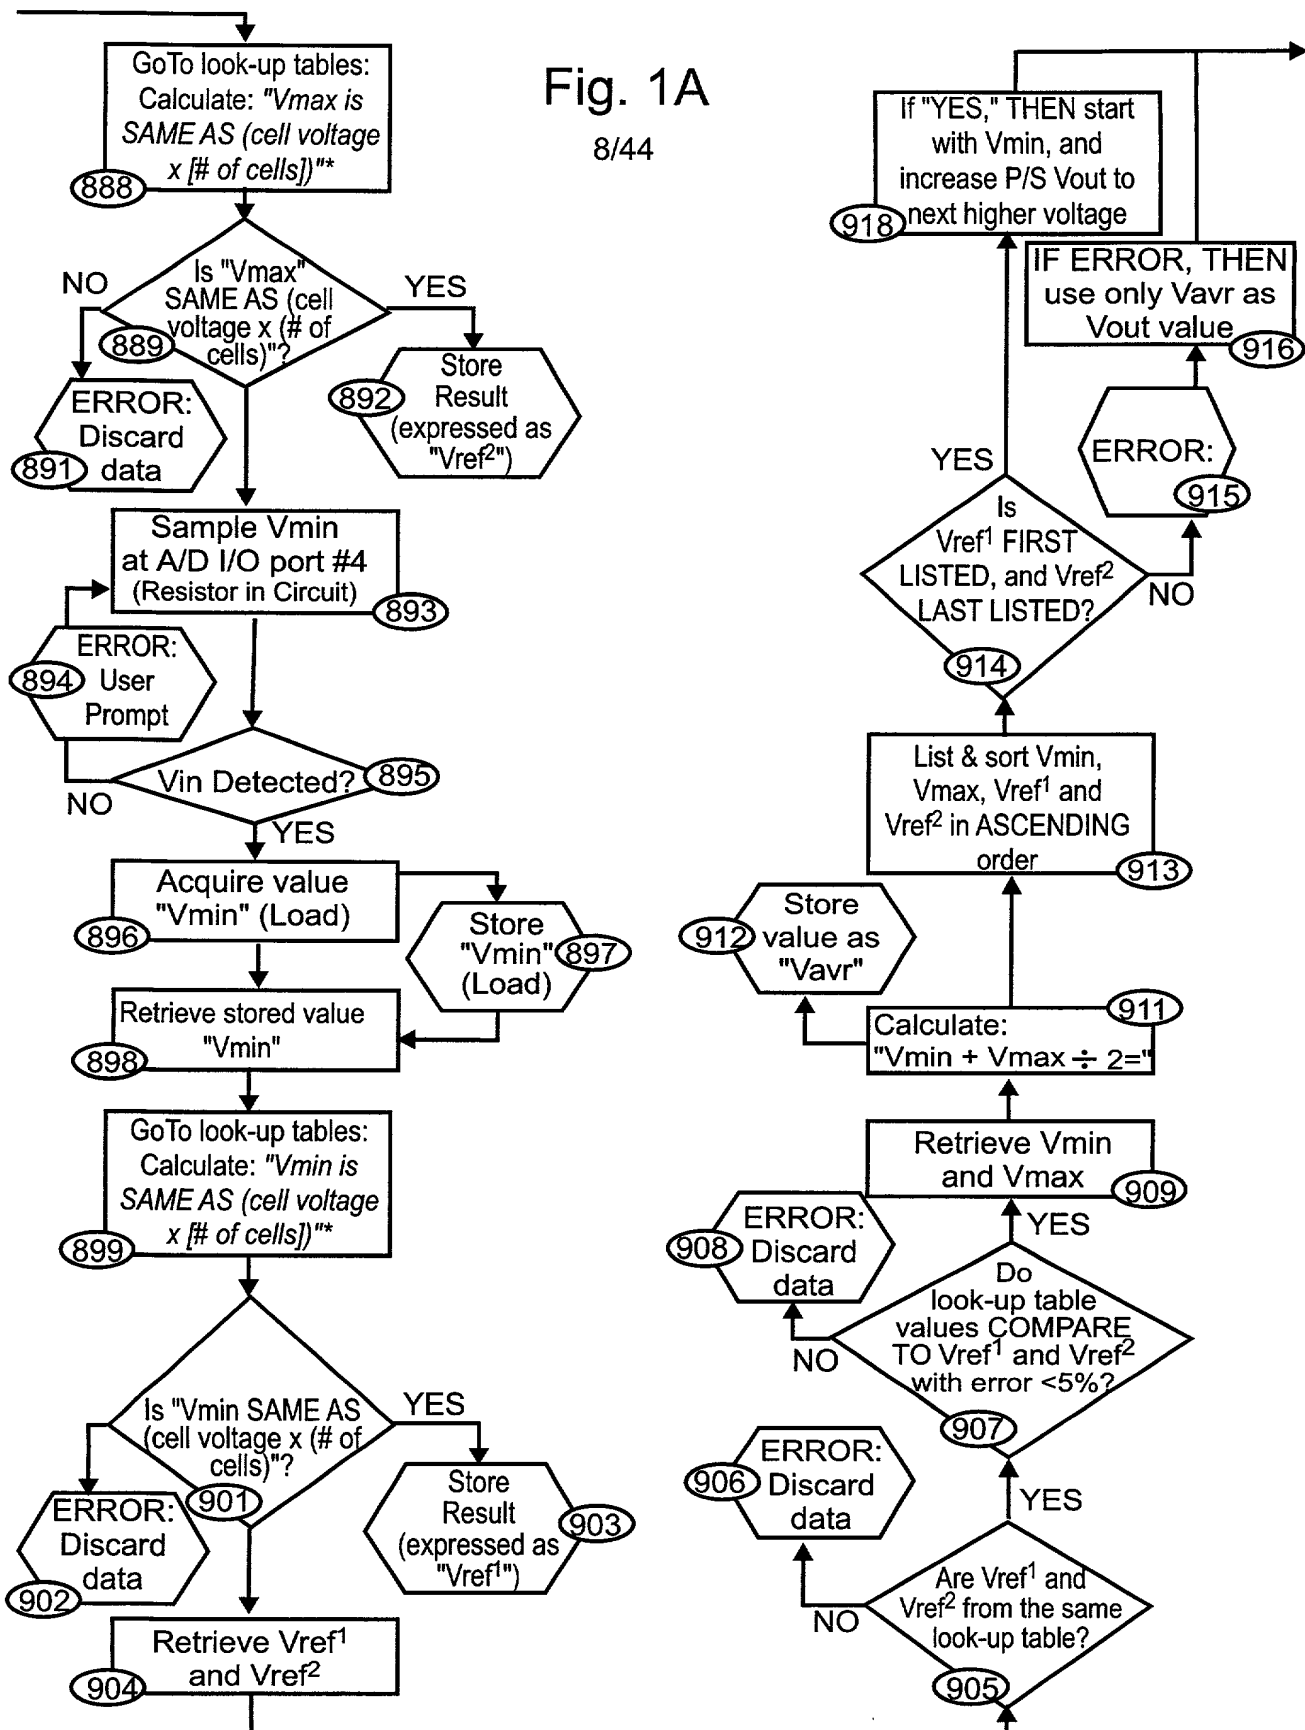 Fig. 1A
8/44
GoTo look-up tables:
Calculate: "Vmax is
SAME AS (cell voltage
x [# of cells])"*
888
Is "Vmax"
SAME AS (cell
voltage x (# of
cells)"?
889
NO
YES
ERROR:
Discard
data
891
Store
Result
(expressed as
"Vref²")
892
Sample Vmin
at A/D I/O port #4
(Resistor in Circuit)
893
ERROR:
User
Prompt
894
Vin Detected?
895
NO
YES
Acquire value
"Vmin" (Load)
896
Store
"Vmin"
(Load)
897
Retrieve stored value
"Vmin"
898
GoTo look-up tables:
Calculate: "Vmin is
SAME AS (cell voltage
x [# of cells])"*
899
Is "Vmin SAME AS
(cell voltage x (# of
cells)"?
901
NO
YES
ERROR:
Discard
data
902
Store
Result
(expressed as
"Vref¹")
903
Retrieve Vref¹
and Vref²
904
If "YES," THEN start
with Vmin, and
increase P/S Vout to
next higher voltage
918
IF ERROR, THEN
use only Vavr as
Vout value
916
ERROR:
915
YES
Is
Vref¹ FIRST
LISTED, and Vref²
LAST LISTED?
914
NO
List & sort Vmin,
Vmax, Vref¹ and
Vref² in ASCENDING
order
913
Store
value as
"Vavr"
912
911
Calculate:
"Vmin + Vmax ÷ 2="
Retrieve Vmin
and Vmax
909
YES
ERROR:
Discard
data
908
Do
look-up table
values COMPARE
TO Vref¹ and Vref²
with error <5%?
907
NO
YES
ERROR:
Discard
data
906
Are Vref¹ and
Vref² from the same
look-up table?
905
NO